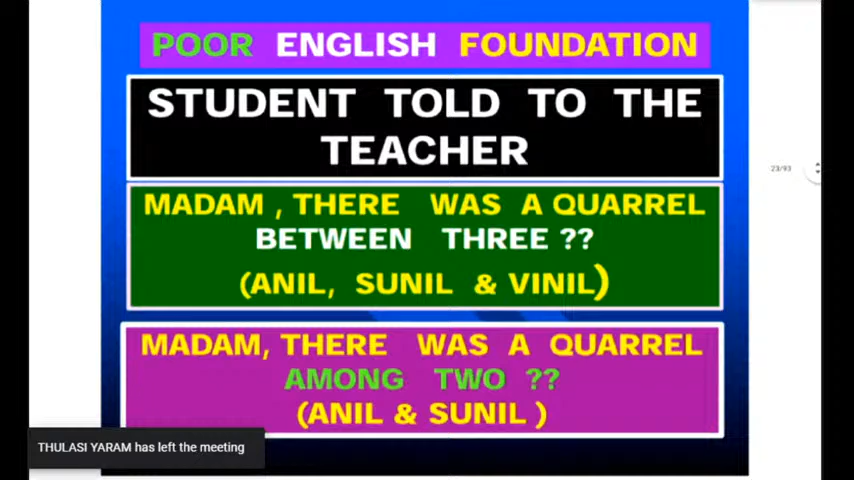 POOR ENGLISH FOUNDATION
STUDENT TOLD TO THE
TEACHER
23/93
MADAM , THERE WAS A QUARREL
BETWEEN THREE ??
(ANIL, SUNIL & VINIL)
MADAM, THERE WAS A QUARREL
AMONG TWO ??
(ANIL & SUNIL )
THULASI YARAM has left the meeting